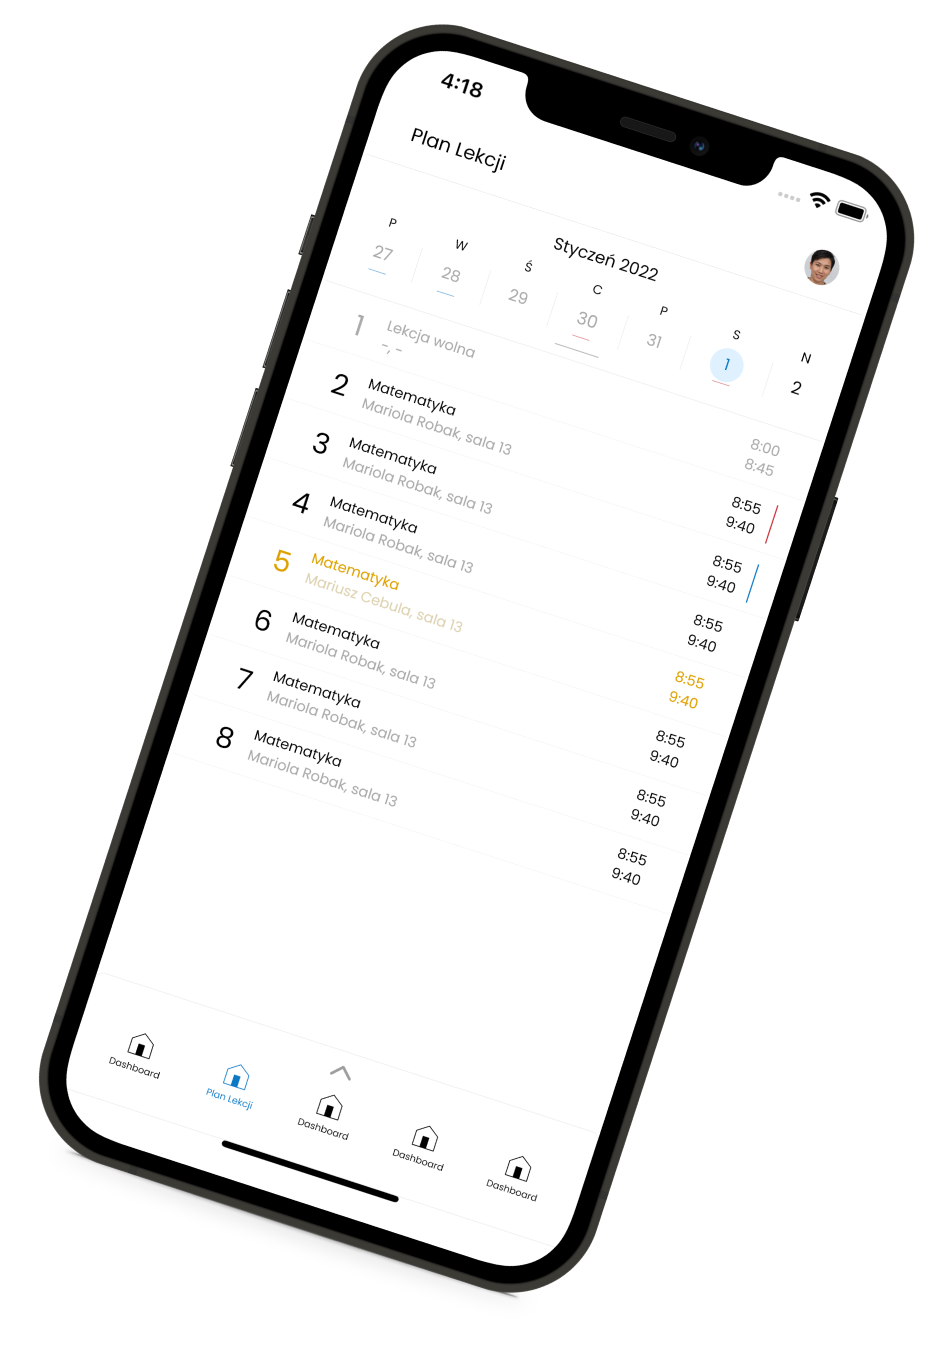 4:18
Plan Lekcji
Styczeń 2022
P W Ś C P S N
27 28 29 30 31 1 2
1 Lekcja wolna 8:00
-, - 8:45
2 Matematyka 8:55
Mariola Robak, sala 13 9:40
3 Matematyka 8:55
Mariola Robak, sala 13 9:40
4 Matematyka 8:55
Mariola Robak, sala 13 9:40
5 Matematyka 8:55
Mariusz Cebula, sala 13 9:40
6 Matematyka 8:55
Mariola Robak, sala 13 9:40
7 Matematyka 8:55
Mariola Robak, sala 13 9:40
8 Matematyka 8:55
Mariola Robak, sala 13 9:40
Dashboard Plan Lekcji Dashboard Dashboard Dashboard